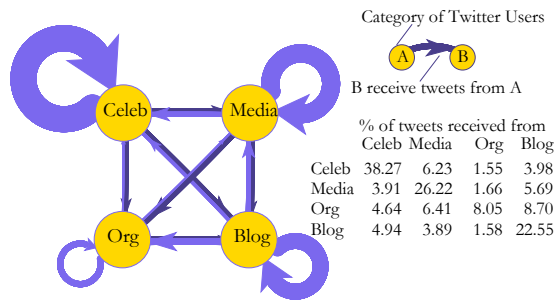 Category of Twitter Users
A B
B receive tweets from A
Celeb Media
Org Blog
% of tweets received from
Celeb Media Org Blog
Celeb 38.27 6.23 1.55 3.98
Media 3.91 26.22 1.66 5.69
Org 4.64 6.41 8.05 8.70
Blog 4.94 3.89 1.58 22.55